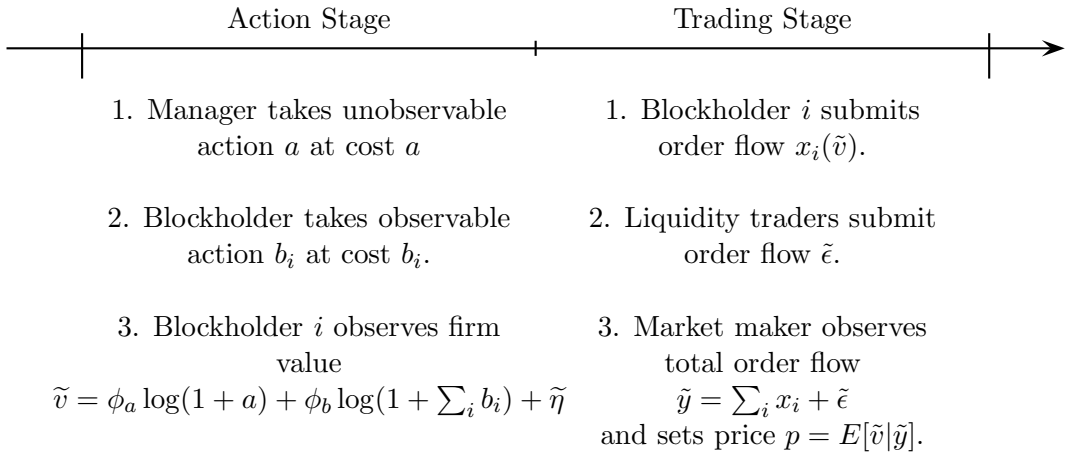 Action Stage
Trading Stage
1. Manager takes unobservable
action a at cost a
2. Blockholder takes observable
action b_i at cost b_i.
3. Blockholder i observes firm
value
ṽ = ϕ_a log(1 + a) + ϕ_b log(1 + ∑_i b_i) + η̃
1. Blockholder i submits
order flow x_i(ṽ).
2. Liquidity traders submit
order flow ϵ̃.
3. Market maker observes
total order flow
ỹ = ∑_i x_i + ϵ̃
and sets price p = E[ṽ|ỹ].